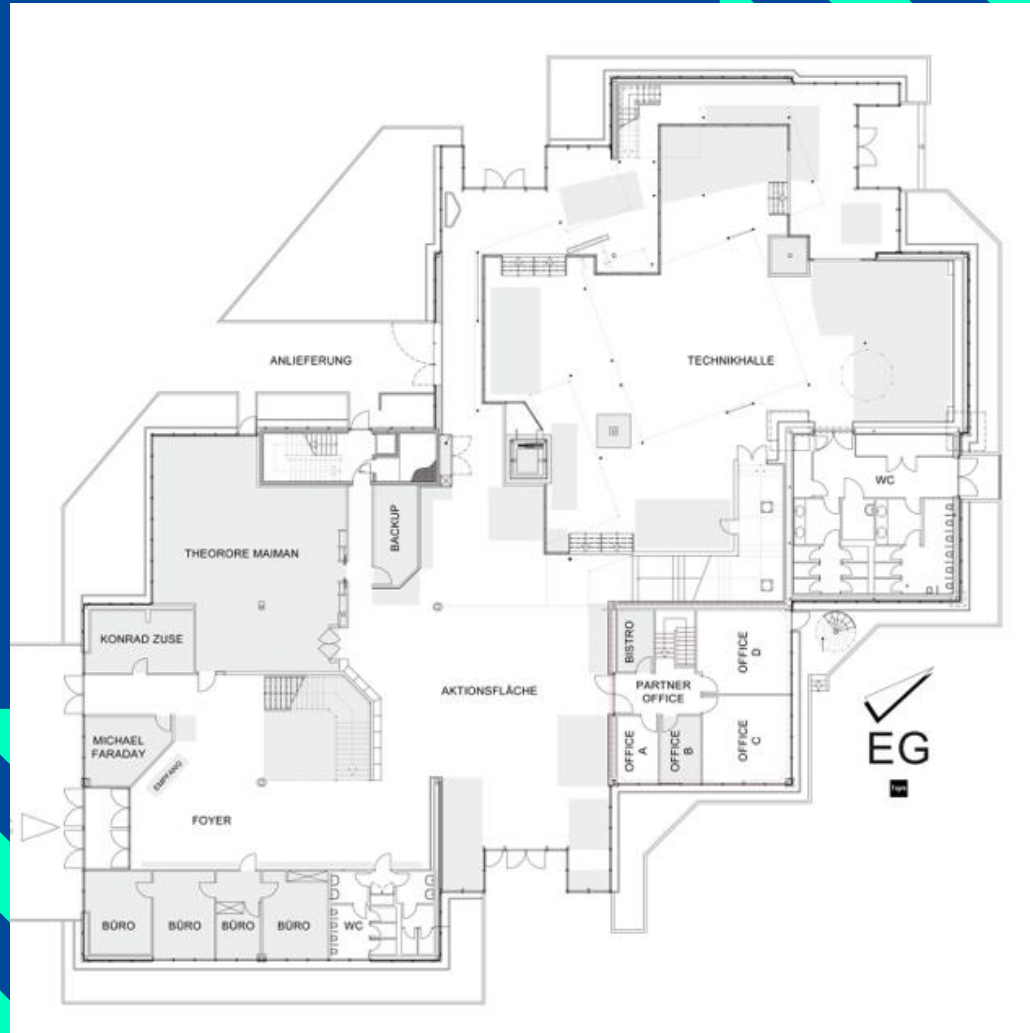 ANLIEFERUNG
TECHNIKHALLE
WC
BACKUP
THEORORE MAIMAN
KONRAD ZUSE
BISTRO
OFFICE
D
AKTIONSFLÄCHE
PARTNER
OFFICE
MICHAEL
FARADAY
OFFICE
A
OFFICE
B
OFFICE
C
EG
EMPFANG
FOYER
BÜRO
BÜRO
BÜRO
BÜRO
WC